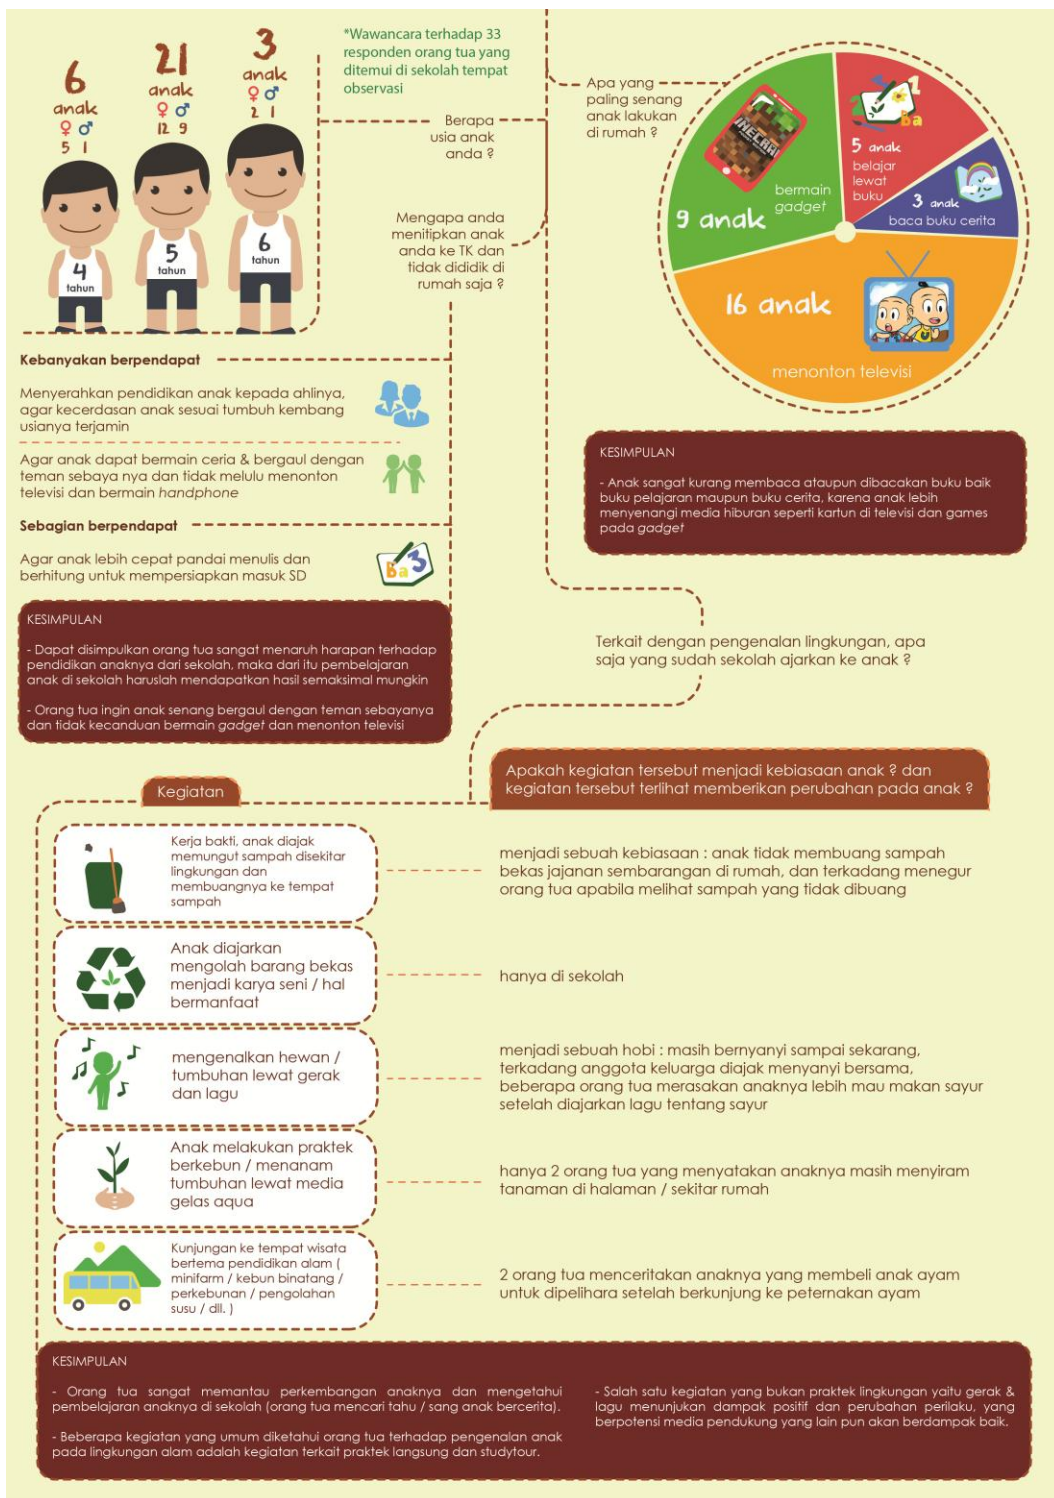 6
anak
5 1
21
anak
12 9
3
anak
2 1
4
tahun
5
tahun
6
tahun
*Wawancara terhadap 33
responden orang tua yang
ditemui di sekolah tempat
observasi
Berapa
usia anak
anda ?
Mengapa anda
menitipkan anak
anda ke TK dan
tidak dididik di
rumah saja ?
Apa yang
paling senang
anak lakukan
di rumah ?
9 anak
bermain
gadget
2
1
Ba
5 anak
belajar
lewat
buku
3 anak
baca buku cerita
16 anak
menonton televisi
Kebanyakan berpendapat
Menyerahkan pendidikan anak kepada ahlinya,
agar kecerdasan anak sesuai tumbuh kembang
usianya terjamin
Agar anak dapat bermain ceria & bergaul dengan
teman sebaya nya dan tidak melulu menonton
televisi dan bermain handphone
Sebagian berpendapat
Agar anak lebih cepat pandai menulis dan
berhitung untuk mempersiapkan masuk SD
Ba 3
KESIMPULAN
- Dapat disimpulkan orang tua sangat menaruh harapan terhadap
pendidikan anaknya dari sekolah, maka dari itu pembelajaran
anak di sekolah haruslah mendapatkan hasil semaksimal mungkin
- Orang tua ingin anak senang bergaul dengan teman sebayanya
dan tidak kecanduan bermain gadget dan menonton televisi
KESIMPULAN
- Anak sangat kurang membaca ataupun dibacakan buku baik
buku pelajaran maupun buku cerita, karena anak lebih
menyenangi media hiburan seperti kartun di televisi dan games
pada gadget
Terkait dengan pengenalan lingkungan, apa
saja yang sudah sekolah ajarkan ke anak ?
Kegiatan
Apakah kegiatan tersebut menjadi kebiasaan anak ? dan
kegiatan tersebut terlihat memberikan perubahan pada anak ?
Kerja bakti, anak diajak
memungut sampah disekitar
lingkungan dan
membuangnya ke tempat
sampah
menjadi sebuah kebiasaan : anak tidak membuang sampah
bekas jajanan sembarangan di rumah, dan terkadang menegur
orang tua apabila melihat sampah yang tidak dibuang
Anak diajarkan
mengolah barang bekas
menjadi karya seni / hal
bermanfaat
hanya di sekolah
mengenalkan hewan /
tumbuhan lewat gerak
dan lagu
menjadi sebuah hobi : masih bernyanyi sampai sekarang,
terkadang anggota keluarga diajak menyanyi bersama,
beberapa orang tua merasakan anaknya lebih mau makan sayur
setelah diajarkan lagu tentang sayur
Anak melakukan praktek
berkebun / menanam
tumbuhan lewat media
gelas aqua
hanya 2 orang tua yang menyatakan anaknya masih menyiram
tanaman di halaman / sekitar rumah
Kunjungan ke tempat wisata
bertema pendidikan alam (
minifarm / kebun binatang /
perkebunan / pengolahan
susu / dll. )
2 orang tua menceritakan anaknya yang membeli anak ayam
untuk dipelihara setelah berkunjung ke peternakan ayam
KESIMPULAN
- Orang tua sangat memantau perkembangan anaknya dan mengetahui
pembelajaran anaknya di sekolah (orang tua mencari tahu / sang anak bercerita).
- Beberapa kegiatan yang umum diketahui orang tua terhadap pengenalan anak
pada lingkungan alam adalah kegiatan terkait praktek langsung dan studytour.
- Salah satu kegiatan yang bukan praktek lingkungan yaitu gerak &
lagu menunjukan dampak positif dan perubahan perilaku, yang
berpotensi media pendukung yang lain pun akan berdampak baik.